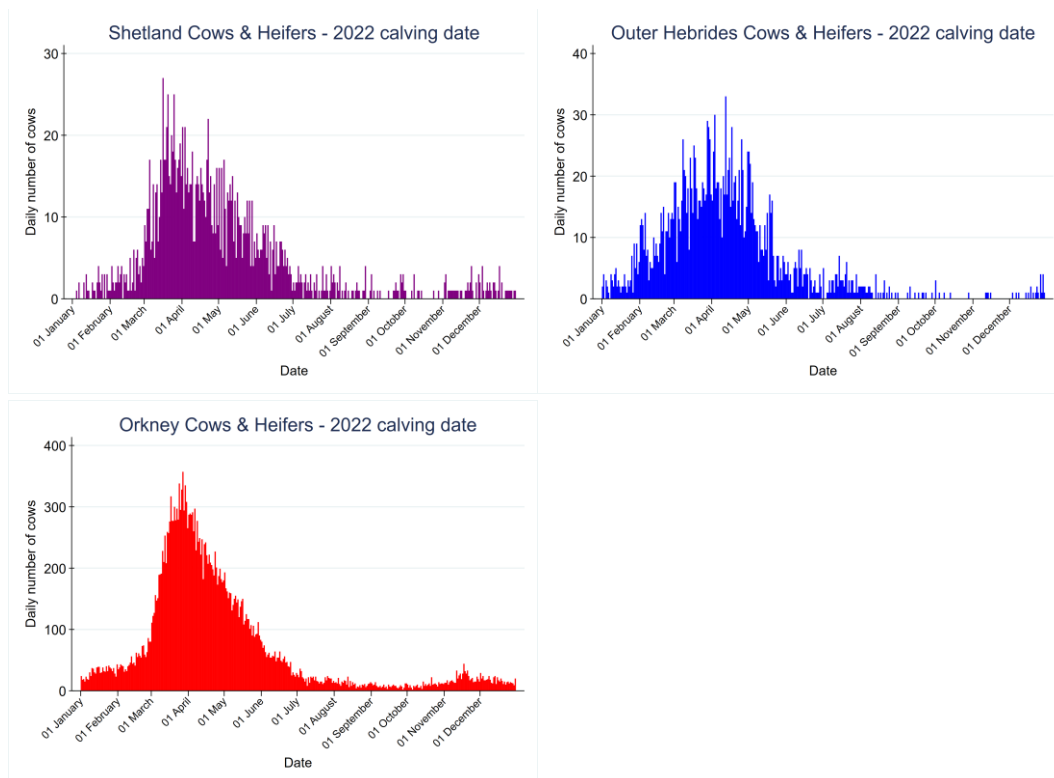 Shetland Cows & Heifers - 2022 calving date
30
20
10
0
Daily number of cows
01 January
01 February
01 March
01 April
01 May
01 June
01 July
01 August
01 September
01 October
01 November
01 December
Date
Outer Hebrides Cows & Heifers - 2022 calving date
40
30
20
10
0
Daily number of cows
01 January
01 February
01 March
01 April
01 May
01 June
01 July
01 August
01 September
01 October
01 November
01 December
Date
Orkney Cows & Heifers - 2022 calving date
400
300
200
100
0
Daily number of cows
01 January
01 February
01 March
01 April
01 May
01 June
01 July
01 August
01 September
01 October
01 November
01 December
Date